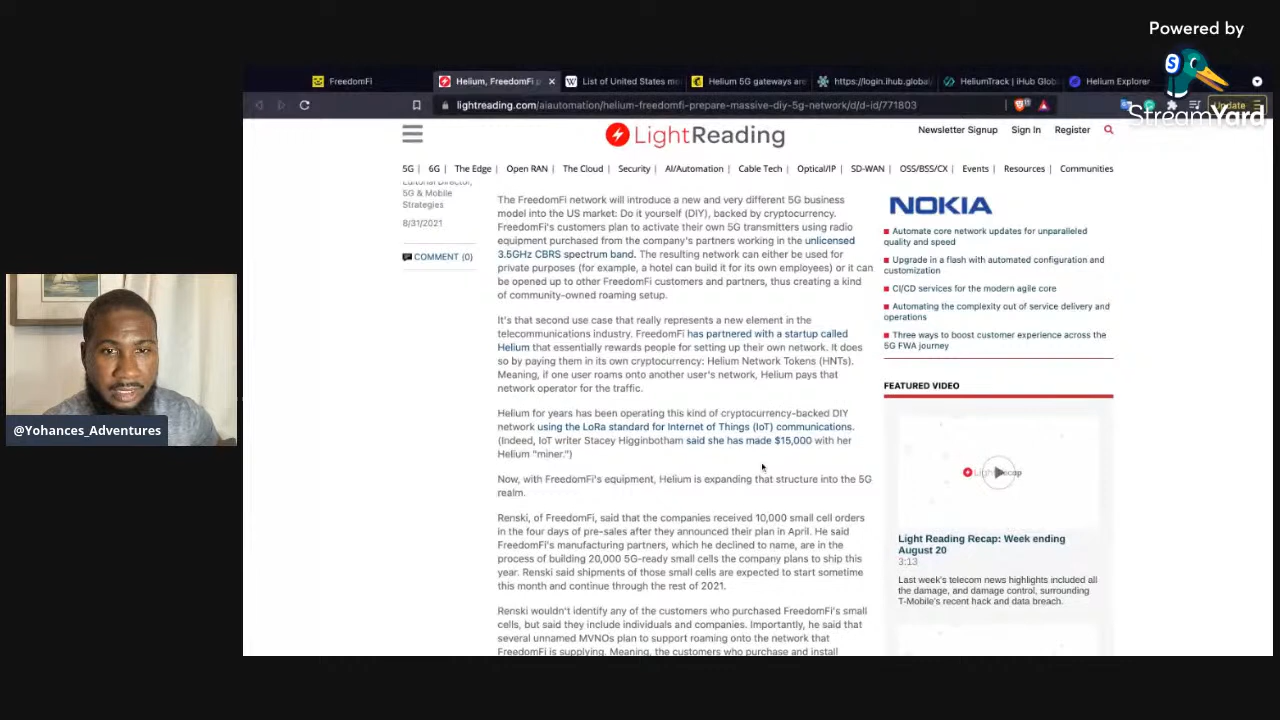 Powered by
S
StreamYard
FreedomFi
Helium, FreedomFi p
List of United States mo
Helium 5G gateways are
https://login.ihub.global
HeliumTrack | iHub Glob
Helium Explorer
lightreading.com/aiautomation/helium-freedomfi-prepare-massive-diy-5g-network/d/d-id/771803
Update
LightReading
Newsletter Signup
Sign In
Register
5G | 6G | The Edge | Open RAN | The Cloud | Security | AI/Automation | Cable Tech | Optical/IP | SD-WAN | OSS/BSS/CX | Events | Resources | Communities
Editorial Director,
5G & Mobile
Strategies
8/31/2021
COMMENT (0)
The FreedomFi network will introduce a new and very different 5G business
model into the US market: Do it yourself (DIY), backed by cryptocurrency.
FreedomFi's customers plan to activate their own 5G transmitters using radio
equipment purchased from the company's partners working in the unlicensed
3.5GHz CBRS spectrum band. The resulting network can either be used for
private purposes (for example, a hotel can build it for its own employees) or it can
be opened up to other FreedomFi customers and partners, thus creating a kind
of community-owned roaming setup.
It's that second use case that really represents a new element in the
telecommunications industry. FreedomFi has partnered with a startup called
Helium that essentially rewards people for setting up their own network. It does
so by paying them in its own cryptocurrency: Helium Network Tokens (HNTs).
Meaning, if one user roams onto another user's network, Helium pays that
network operator for the traffic.
Helium for years has been operating this kind of cryptocurrency-backed DIY
network using the LoRa standard for Internet of Things (IoT) communications.
(Indeed, IoT writer Stacey Higginbotham said she has made $15,000 with her
Helium "miner.")
Now, with FreedomFi's equipment, Helium is expanding that structure into the 5G
realm.
Renski, of FreedomFi, said that the companies received 10,000 small cell orders
in the four days of pre-sales after they announced their plan in April. He said
FreedomFi's manufacturing partners, which he declined to name, are in the
process of building 20,000 5G-ready small cells the company plans to ship this
year. Renski said shipments of those small cells are expected to start sometime
this month and continue through the rest of 2021.
Renski wouldn't identify any of the customers who purchased FreedomFi's small
cells, but said they include individuals and companies. Importantly, he said that
several unnamed MVNOs plan to support roaming onto the network that
FreedomFi is supplying. Meaning, the customers who purchase and install
NOKIA
Automate core network updates for unparalleled
quality and speed
Upgrade in a flash with automated configuration and
customization
CI/CD services for the modern agile core
Automating the complexity out of service delivery and
operations
Three ways to boost customer experience across the
5G FWA journey
FEATURED VIDEO
Light Recap
Light Reading Recap: Week ending
August 20
3:13
Last week's telecom news highlights included all
the damage, and damage control, surrounding
T-Mobile's recent hack and data breach.
@Yohances_Adventures